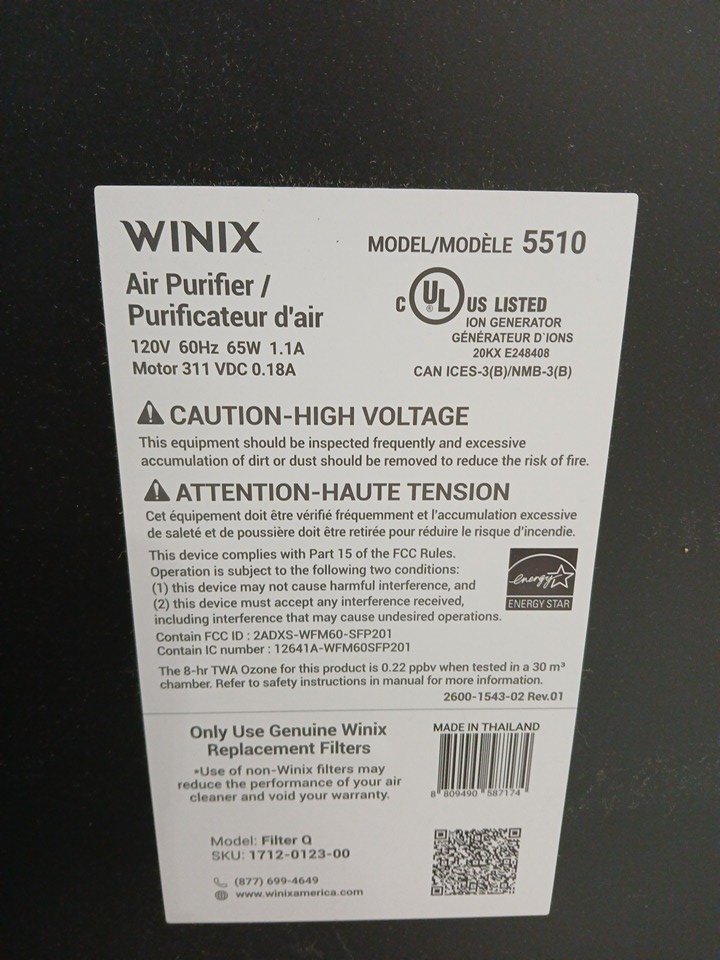 WINIX
MODEL/MODÈLE 5510
Air Purifier /
Purificateur d'air
120V 60Hz 65W 1.1A
Motor 311 VDC 0.18A
C UL ® US LISTED
ION GENERATOR
GÉNÉRATEUR D`IONS
20KX E248408
CAN ICES-3(B)/NMB-3(B)
CAUTION-HIGH VOLTAGE
This equipment should be inspected frequently and excessive
accumulation of dirt or dust should be removed to reduce the risk of fire.
ATTENTION-HAUTE TENSION
Cet équipement doit être vérifié fréquemment et l'accumulation excessive
de saleté et de poussière doit être retirée pour réduire le risque d'incendie.
This device complies with Part 15 of the FCC Rules.
Operation is subject to the following two conditions:
(1) this device may not cause harmful interference, and
(2) this device must accept any interference received,
including interference that may cause undesired operations.
Contain FCC ID : 2ADXS-WFM60-SFP201
Contain IC number : 12641A-WFM60SFP201
energy
ENERGY STAR
The 8-hr TWA Ozone for this product is 0.22 ppbv when tested in a 30 m³
chamber. Refer to safety instructions in manual for more information.
2600-1543-02 Rev.01
Only Use Genuine Winix
Replacement Filters
*Use of non-Winix filters may
reduce the performance of your air
cleaner and void your warranty.
MADE IN THAILAND
8 809490 587174
Model: Filter Q
SKU: 1712-0123-00
(877) 699-4649
www.winixamerica.com